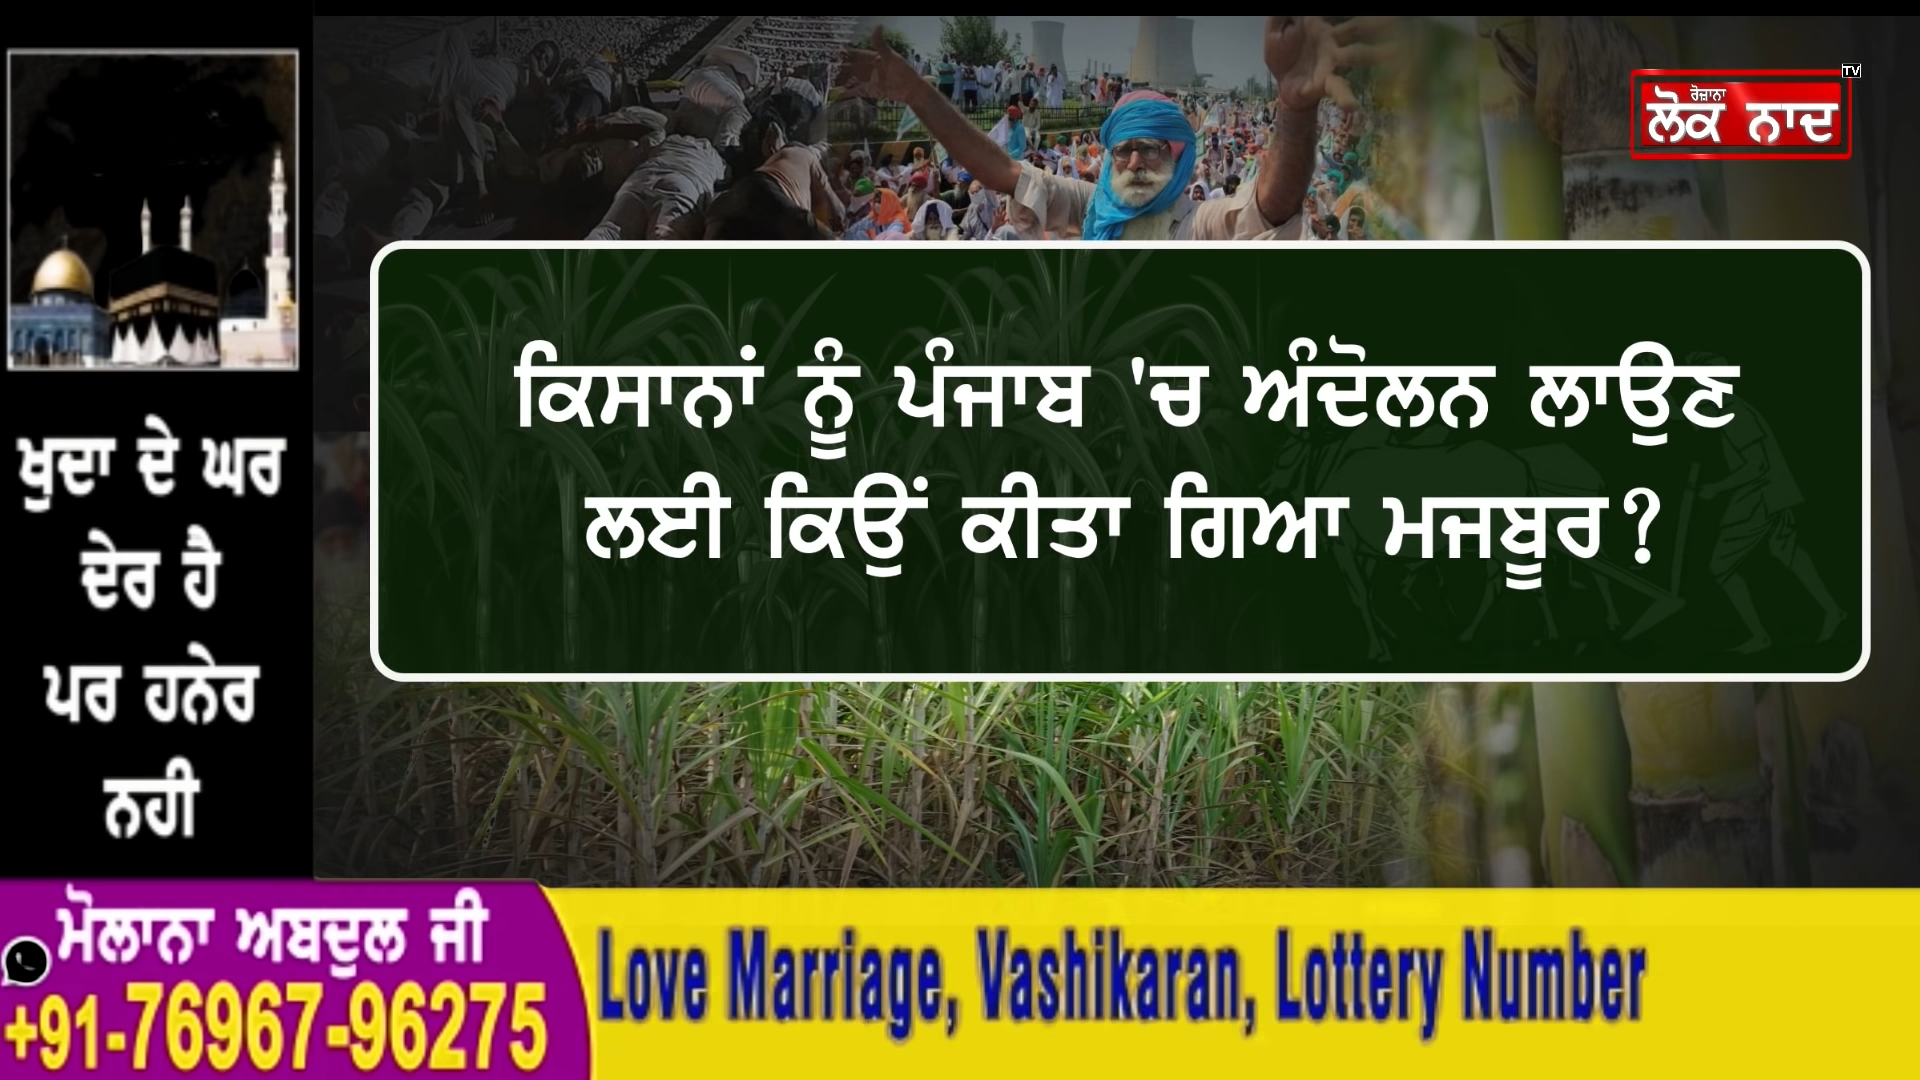 TV
ਰੋਜ਼ਾਨਾ
ਲੋਕ ਨਾਦ
ਕਿਸਾਨਾਂ ਨੂੰ ਪੰਜਾਬ 'ਚ ਅੰਦੋਲਨ ਲਾਉਣ
ਲਈ ਕਿਉਂ ਕੀਤਾ ਗਿਆ ਮਜਬੂਰ?
ਖੁਦਾ ਦੇ ਘਰ
ਦੇਰ ਹੈ
ਪਰ ਹਨੇਰ
ਨਹੀ
ਮੋਲਾਨਾ ਅਬਦੁਲ ਜੀ
+91-76967-96275
Love Marriage, Vashikaran, Lottery Number